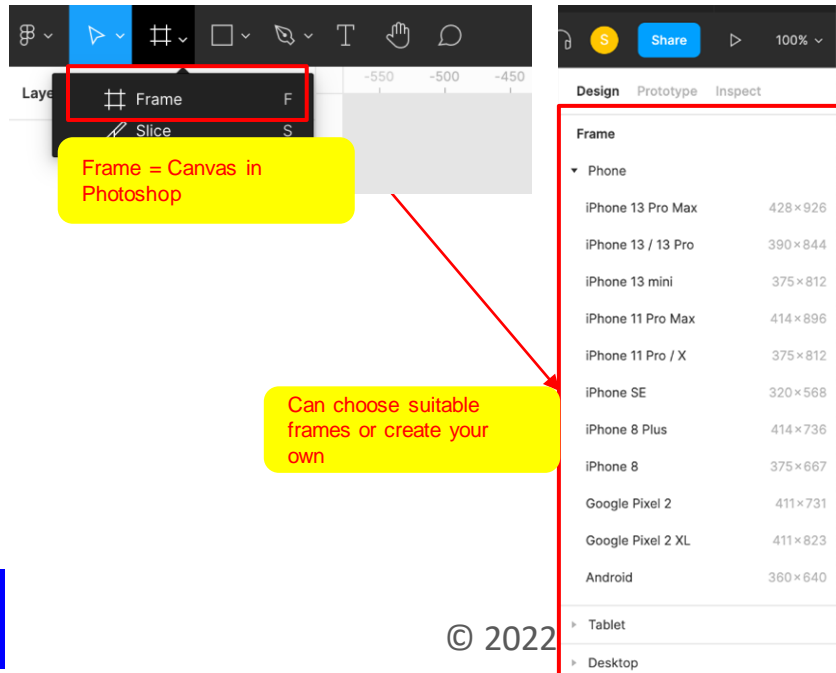 T
-550 -500 -450
Laye
Frame F
Slice S
Frame = Canvas in
Photoshop
Can choose suitable
frames or create your
own
© 2022
S Share 100%
Design Prototype Inspect
Frame
Phone
iPhone 13 Pro Max 428×926
iPhone 13 / 13 Pro 390×844
iPhone 13 mini 375×812
iPhone 11 Pro Max 414×896
iPhone 11 Pro / X 375×812
iPhone SE 320×568
iPhone 8 Plus 414×736
iPhone 8 375×667
Google Pixel 2 411×731
Google Pixel 2 XL 411×823
Android 360×640
Tablet
Desktop